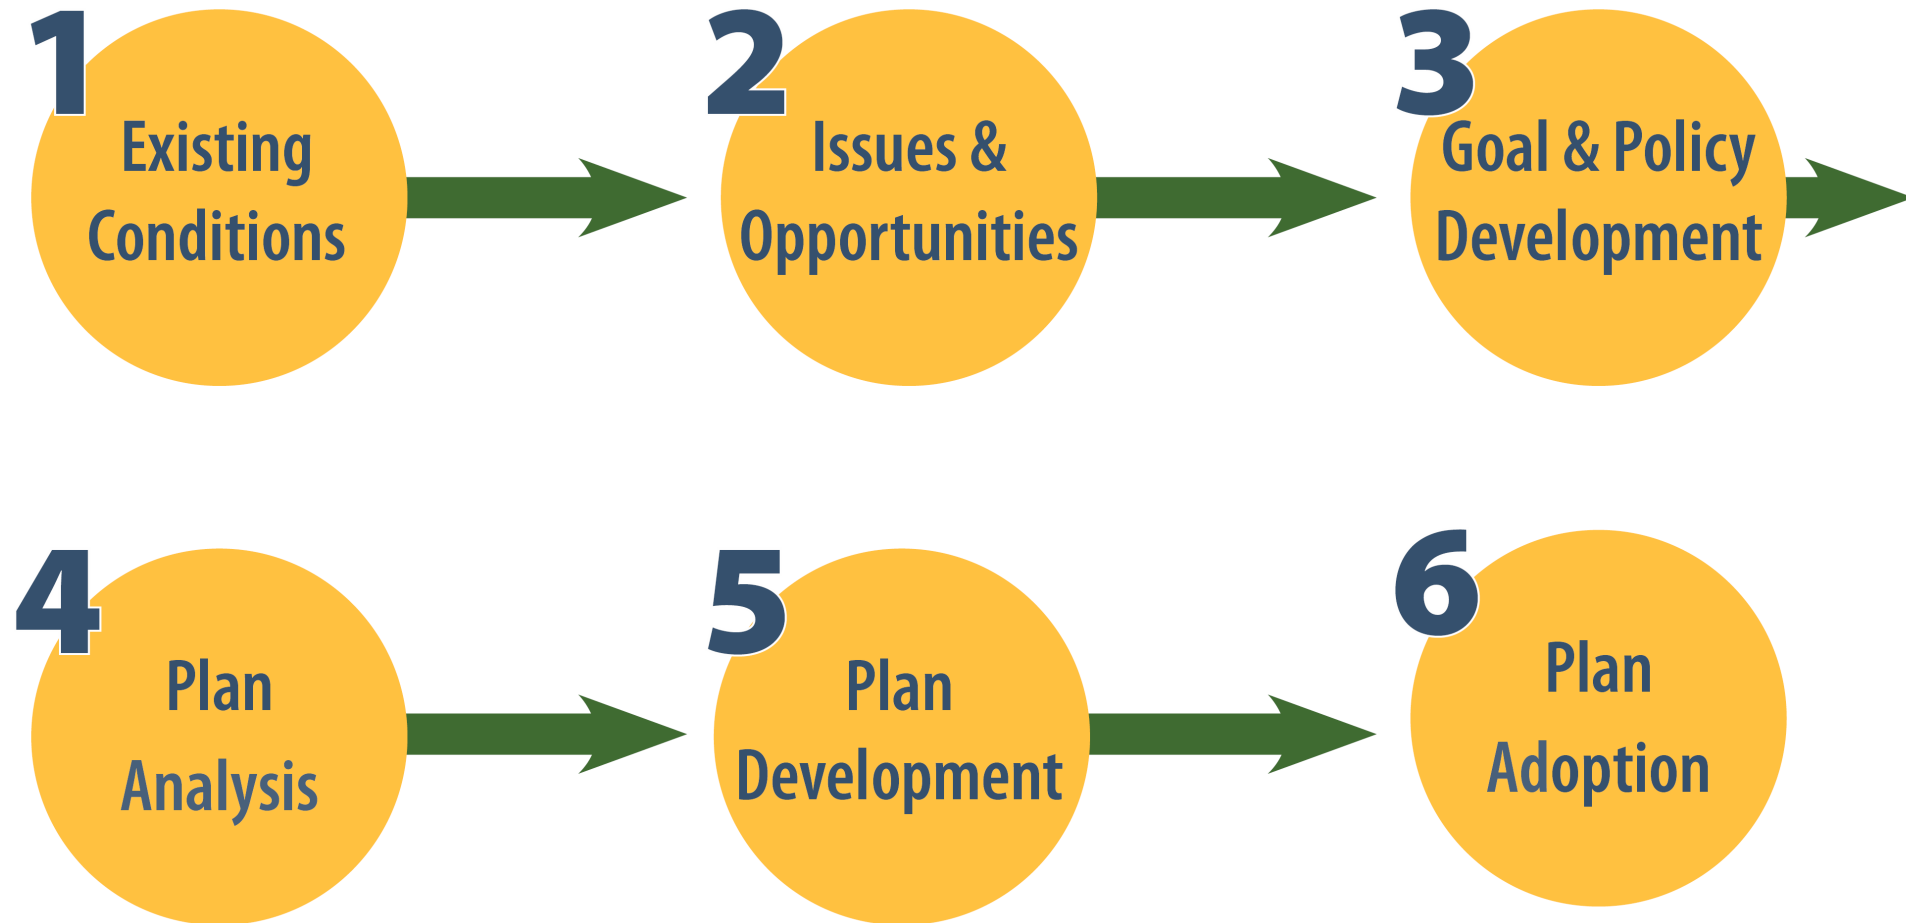 1
Existing
Conditions
2
Issues &
Opportunities
3
Goal & Policy
Development
4
Plan
Analysis
5
Plan
Development
6
Plan
Adoption